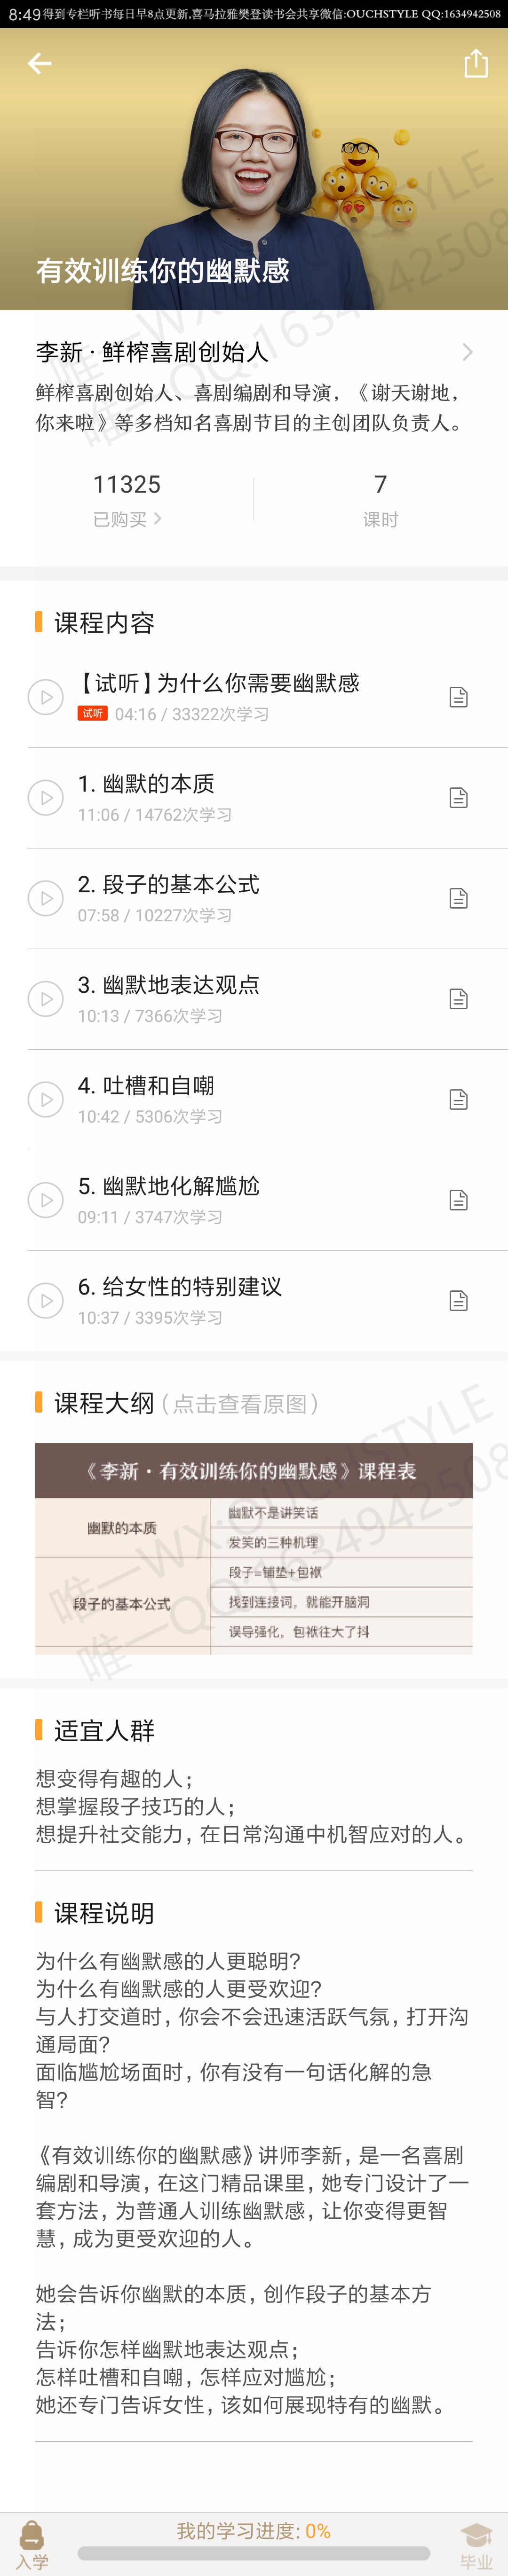 8:49得到专栏听书每日早8点更新,喜马拉雅樊登读书会共享微信:OUCHSTYLE QQ:1634942508
有效训练你的幽默感
李新 · 鲜榨喜剧创始人
鲜榨喜剧创始人、喜剧编剧和导演，《谢天谢地，
你来啦》等多档知名喜剧节目的主创团队负责人。
11325
已购买
7
课时
课程内容
【试听】为什么你需要幽默感
试听 04:16 / 33322次学习
1. 幽默的本质
11:06 / 14762次学习
2. 段子的基本公式
07:58 / 10227次学习
3. 幽默地表达观点
10:13 / 7366次学习
4. 吐槽和自嘲
10:42 / 5306次学习
5. 幽默地化解尴尬
09:11 / 3747次学习
6. 给女性的特别建议
10:37 / 3395次学习
课程大纲（点击查看原图）
《李新·有效训练你的幽默感》课程表
幽默的本质
幽默不是讲笑话
发笑的三种机理
段子的基本公式
段子=铺垫+包袱
找到连接词，就能开脑洞
误导强化，包袱往大了抖
唯一WX:OUCHSTYLE
唯一QQ:1634942508
适宜人群
想变得有趣的人；
想掌握段子技巧的人；
想提升社交能力，在日常沟通中机智应对的人。
课程说明
为什么有幽默感的人更聪明？
为什么有幽默感的人更受欢迎？
与人打交道时，你会不会迅速活跃气氛，打开沟
通局面？
面临尴尬场面时，你有没有一句话化解的急
智？
《有效训练你的幽默感》讲师李新，是一名喜剧
编剧和导演，在这门精品课里，她专门设计了一
套方法，为普通人训练幽默感，让你变得更智
慧，成为更受欢迎的人。
她会告诉你幽默的本质，创作段子的基本方
法；
告诉你怎样幽默地表达观点；
怎样吐槽和自嘲，怎样应对尴尬；
她还专门告诉女性，该如何展现特有的幽默。
我的学习进度: 0%
入学
毕业